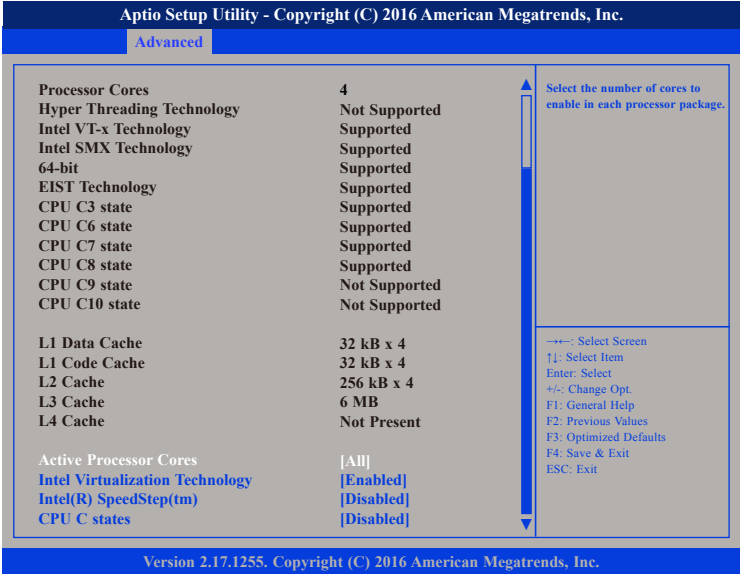 Aptio Setup Utility - Copyright (C) 2016 American Megatrends, Inc.
Advanced
Processor Cores 4
Hyper Threading Technology Not Supported
Intel VT-x Technology Supported
Intel SMX Technology Supported
64-bit Supported
EIST Technology Supported
CPU C3 state Supported
CPU C6 state Supported
CPU C7 state Supported
CPU C8 state Supported
CPU C9 state Not Supported
CPU C10 state Not Supported
L1 Data Cache 32 kB x 4
L1 Code Cache 32 kB x 4
L2 Cache 256 kB x 4
L3 Cache 6 MB
L4 Cache Not Present
Active Processor Cores [All]
Intel Virtualization Technology [Enabled]
Intel(R) SpeedStep(tm) [Disabled]
CPU C states [Disabled]
Select the number of cores to
enable in each processor package.
→←: Select Screen
↑↓: Select Item
Enter: Select
+/-: Change Opt.
F1: General Help
F2: Previous Values
F3: Optimized Defaults
F4: Save & Exit
ESC: Exit
Version 2.17.1255. Copyright (C) 2016 American Megatrends, Inc.